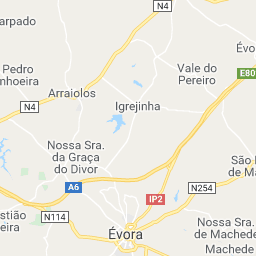 arpado
N4
Évo
Vale do
Pereiro
E80
Pedro
nhoeira
Arraiolos
Igrejinha
N4
Nossa Sra.
da Graça
do Divor
São
de Ma
A6
IP2
N254
stião
eira
N114
Évora
Nossa Sra.
de Machede
Machede